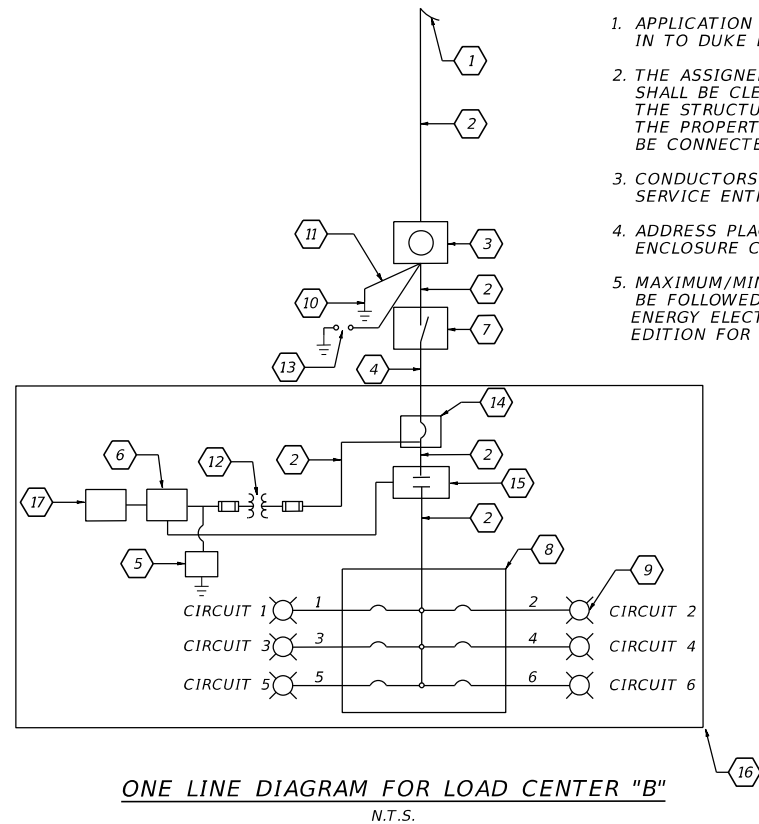 1. APPLICATION
IN TO DUKE
2. THE ASSIGNE
SHALL BE CLE
THE STRUCTU
THE PROPERT
BE CONNECTE
3. CONDUCTORS
SERVICE ENT
4. ADDRESS PLA
ENCLOSURE C
5. MAXIMUM/MIN
BE FOLLOWED
ENERGY ELECT
EDITION FOR
1
2
11
3
10
2
7
13
4
14
6
12
2
2
17
15
2
5
8
9
CIRCUIT 1
1
2
CIRCUIT 2
CIRCUIT 3
3
4
CIRCUIT 4
CIRCUIT 5
5
6
CIRCUIT 6
16
ONE LINE DIAGRAM FOR LOAD CENTER "B"
N.T.S.